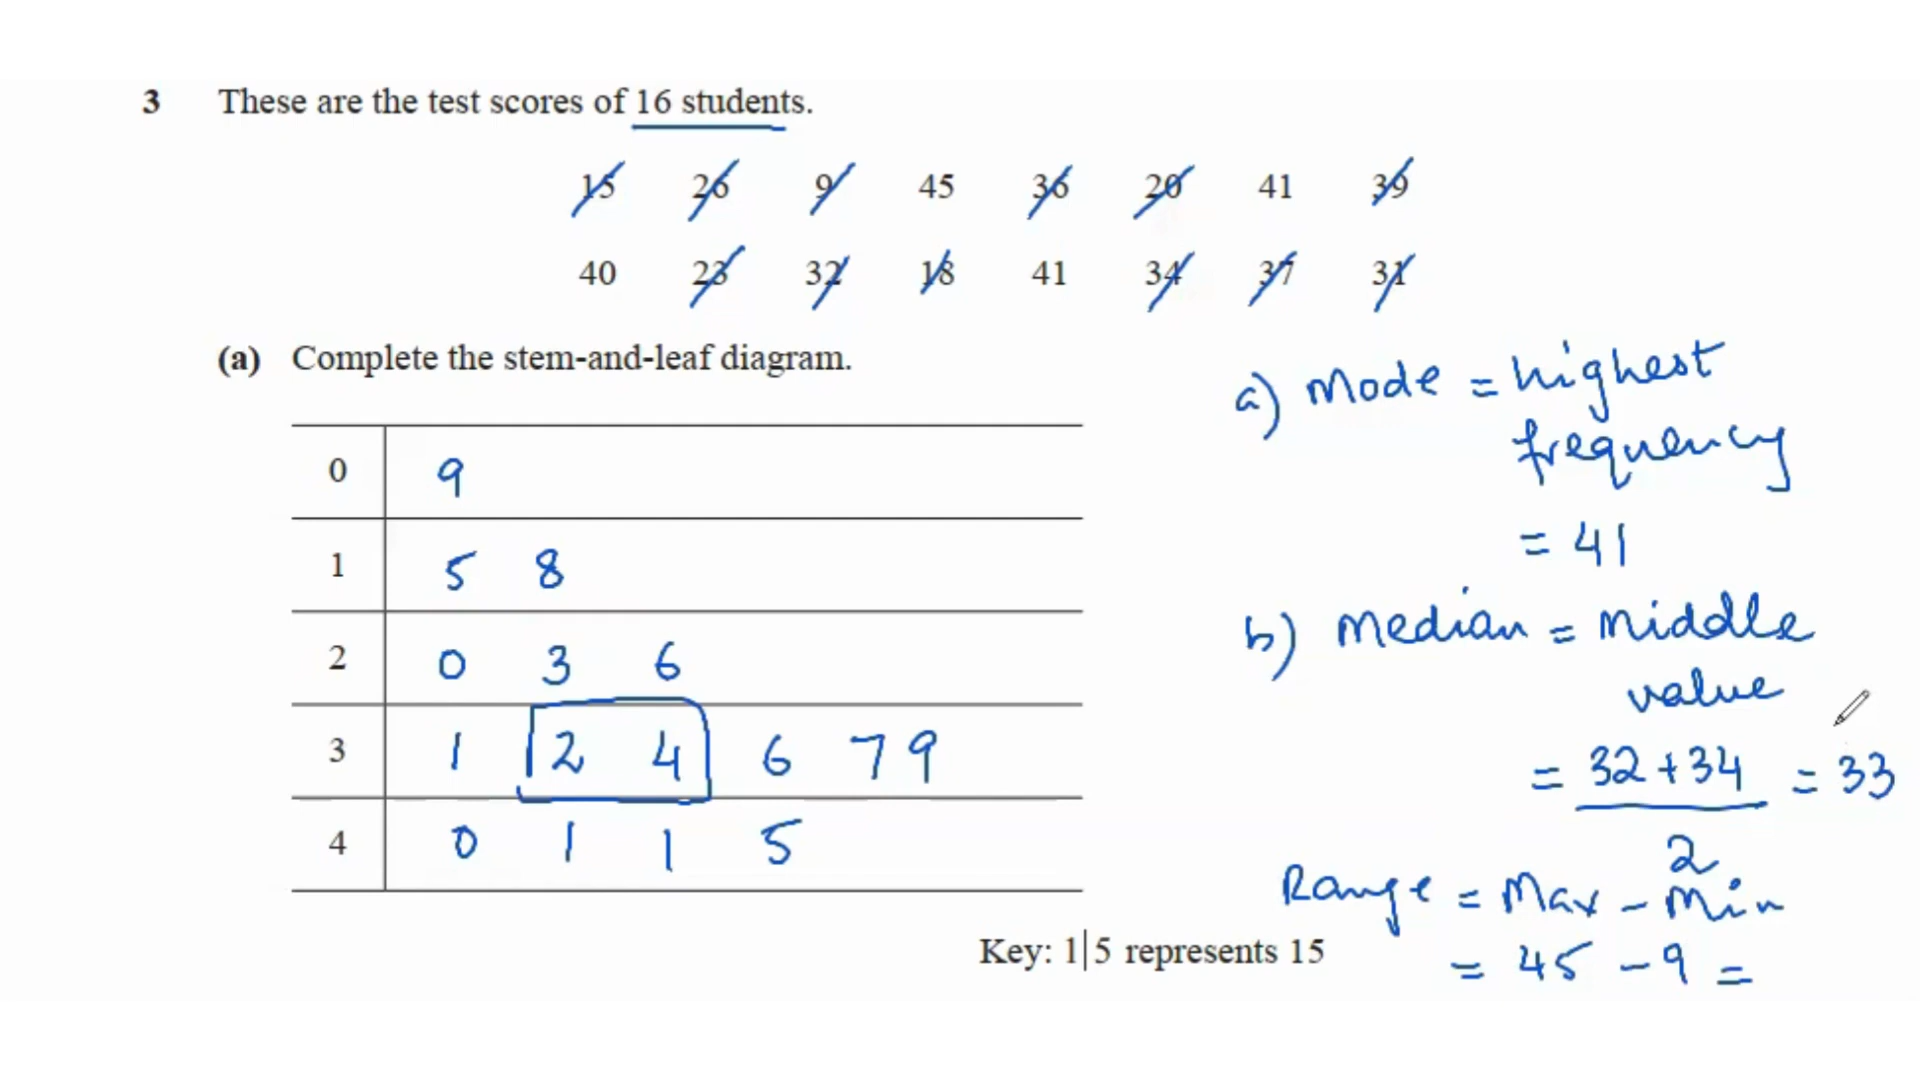 3 These are the test scores of 16 students.
15 26 9 45 36 20 41 39
40 23 32 18 41 34 37 31
(a) Complete the stem-and-leaf diagram.
0 9
1 5 8
2 0 3 6
3 1 2 4 6 7 9
4 0 1 1 5
Key: 1|5 represents 15
a) Mode = highest
frequency
= 41
b) Median = Middle
value
= 32 + 34 = 33
2
Range = Max - Min
= 45 - 9 =